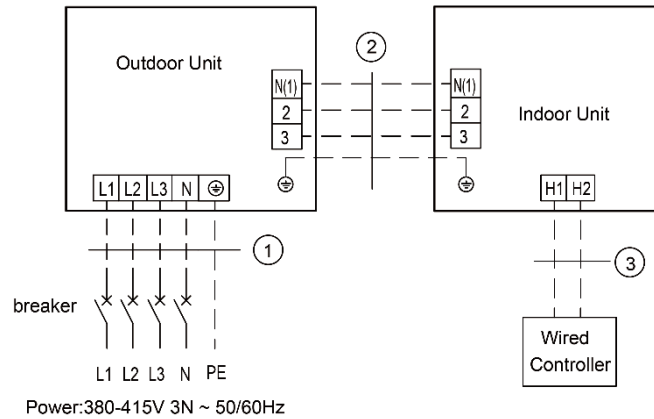 Outdoor Unit
N(1)
2
3
L1 L2 L3 N
2
N(1)
2
3
Indoor Unit
H1 H2
1
breaker
L1 L2 L3 N PE
Power:380-415V 3N ~ 50/60Hz
3
Wired
Controller